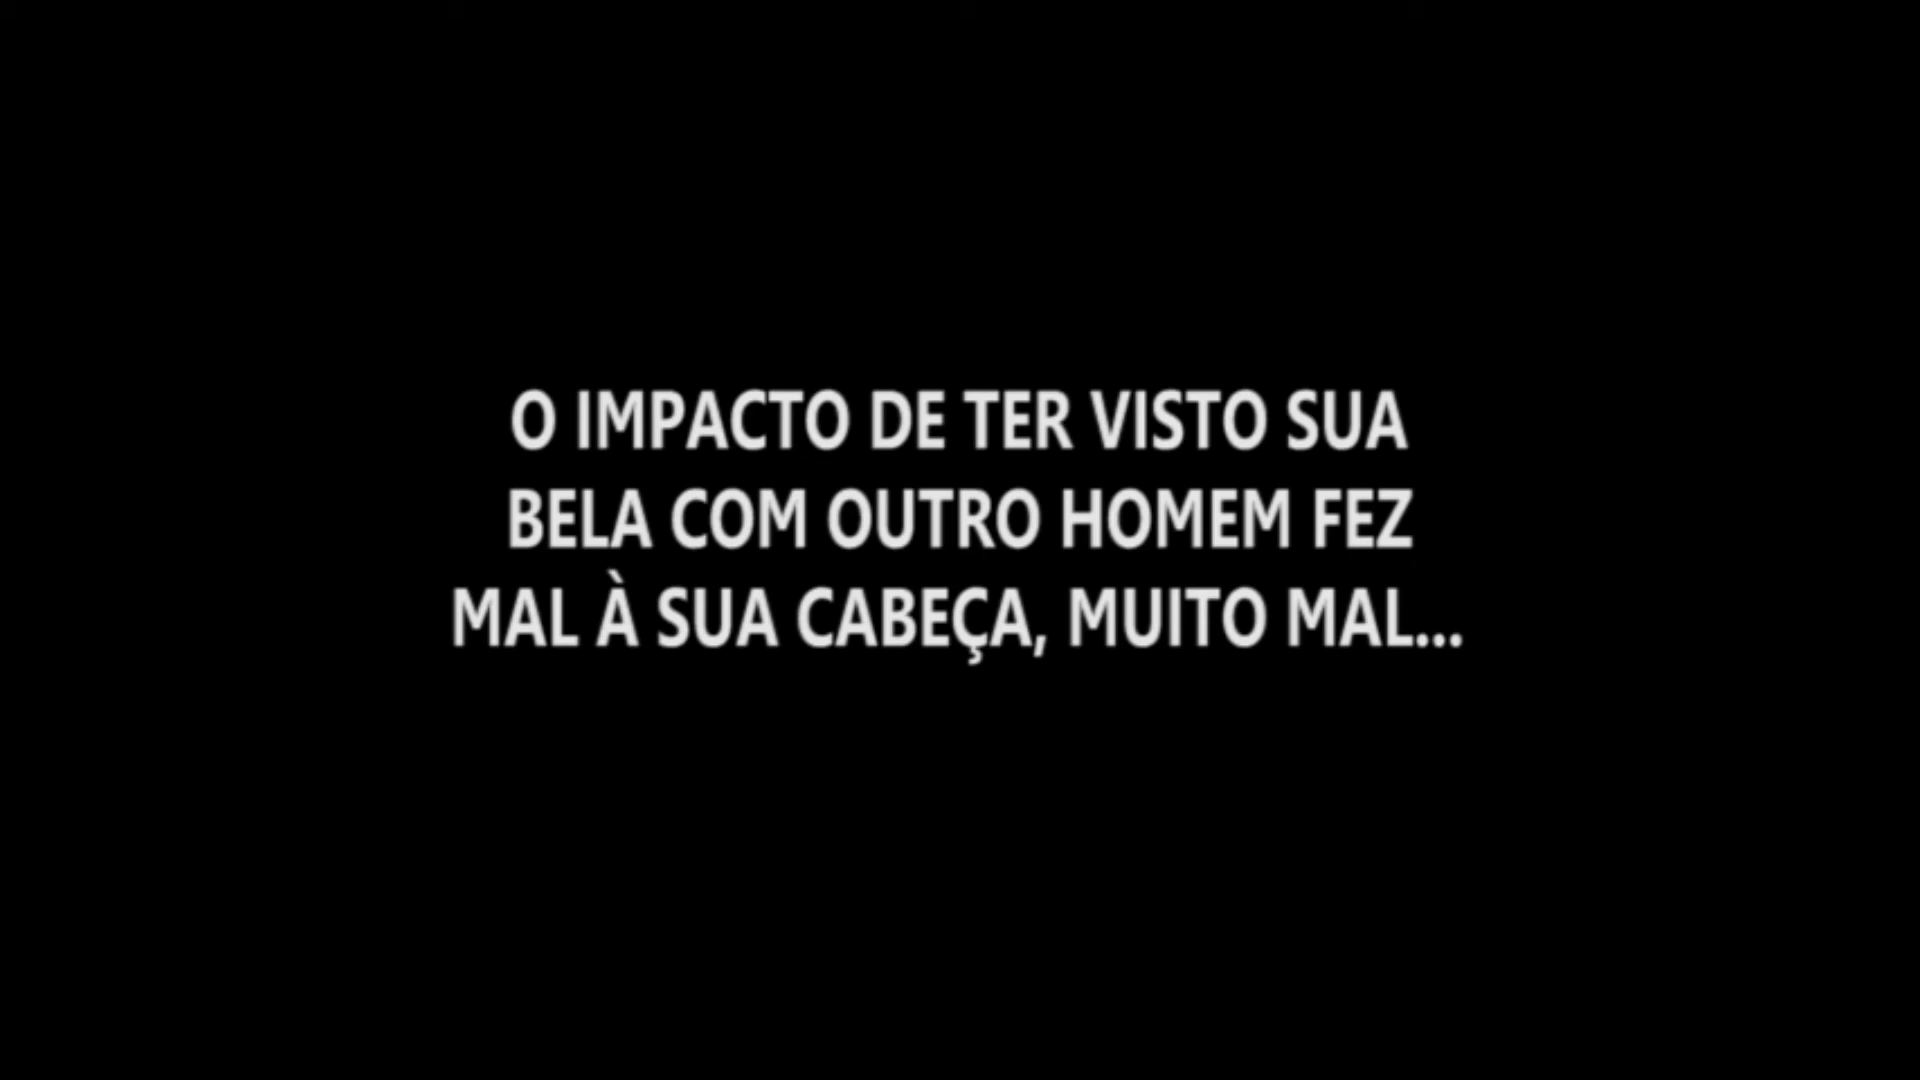 O IMPACTO DE TER VISTO SUA
BELA COM OUTRO HOMEM FEZ
MAL À SUA CABEÇA, MUITO MAL...